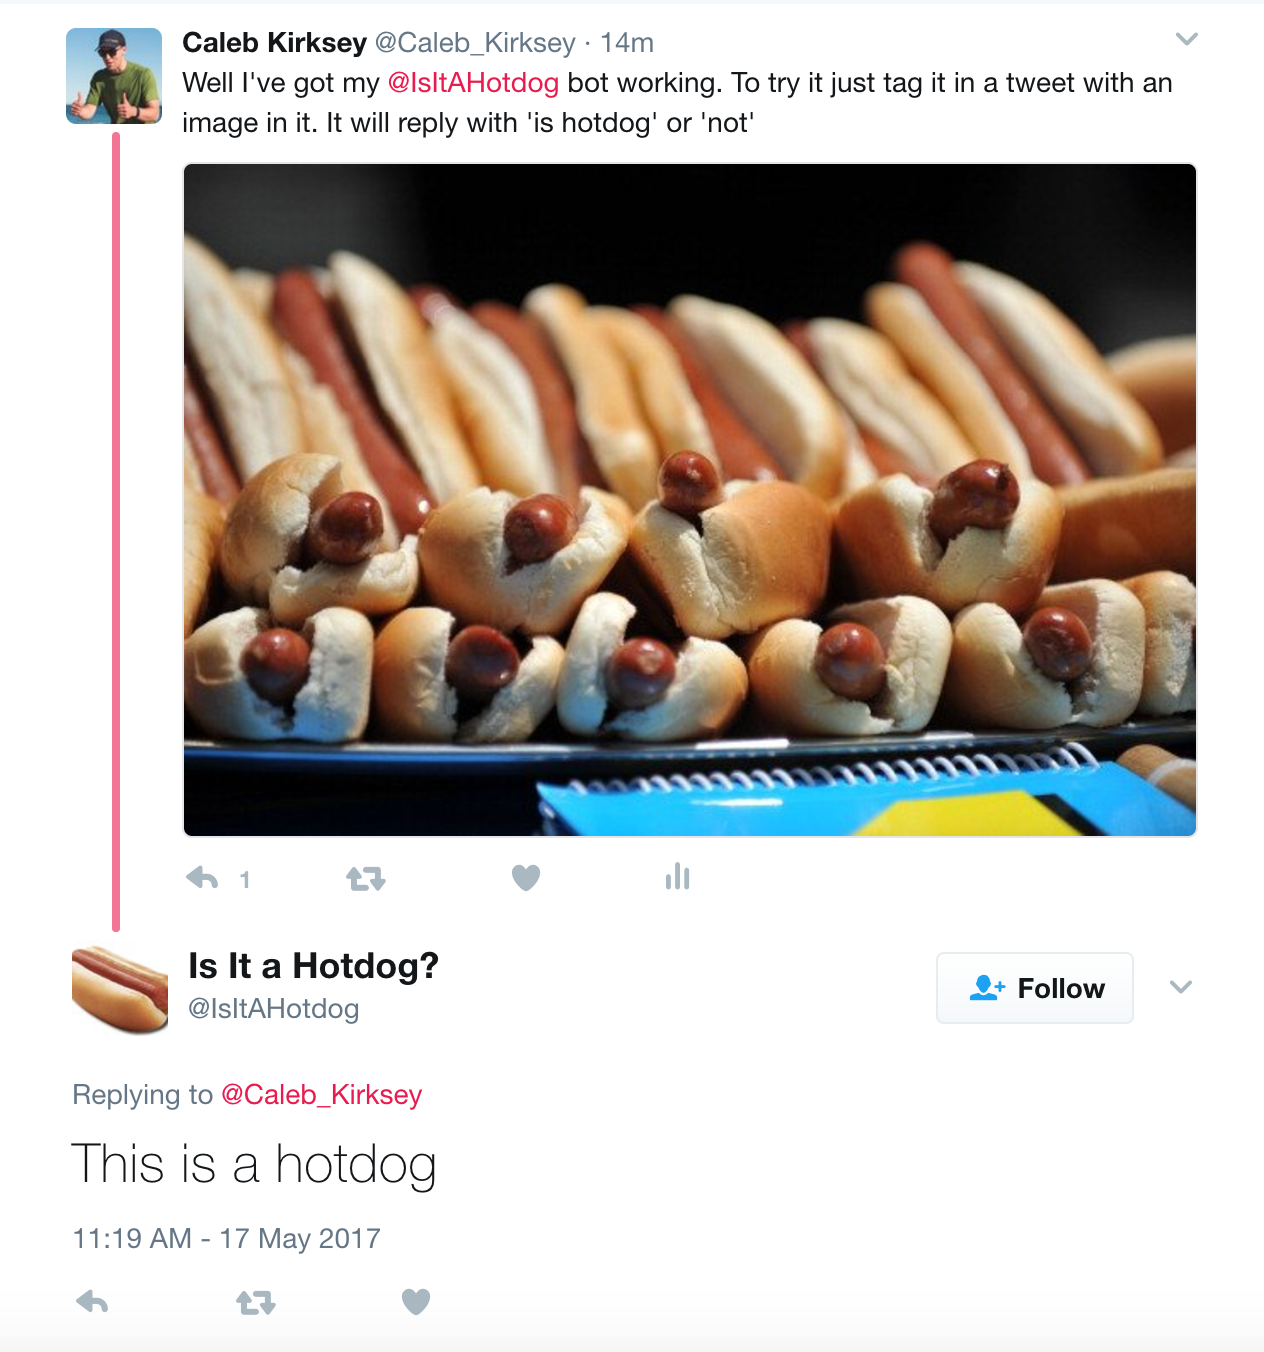 Caleb Kirksey @Caleb_Kirksey · 14m
Well I've got my @IsItAHotdog bot working. To try it just tag it in a tweet with an
image in it. It will reply with 'is hotdog' or 'not'
1
Is It a Hotdog?
@IsItAHotdog
Follow
Replying to @Caleb_Kirksey
This is a hotdog
11:19 AM - 17 May 2017